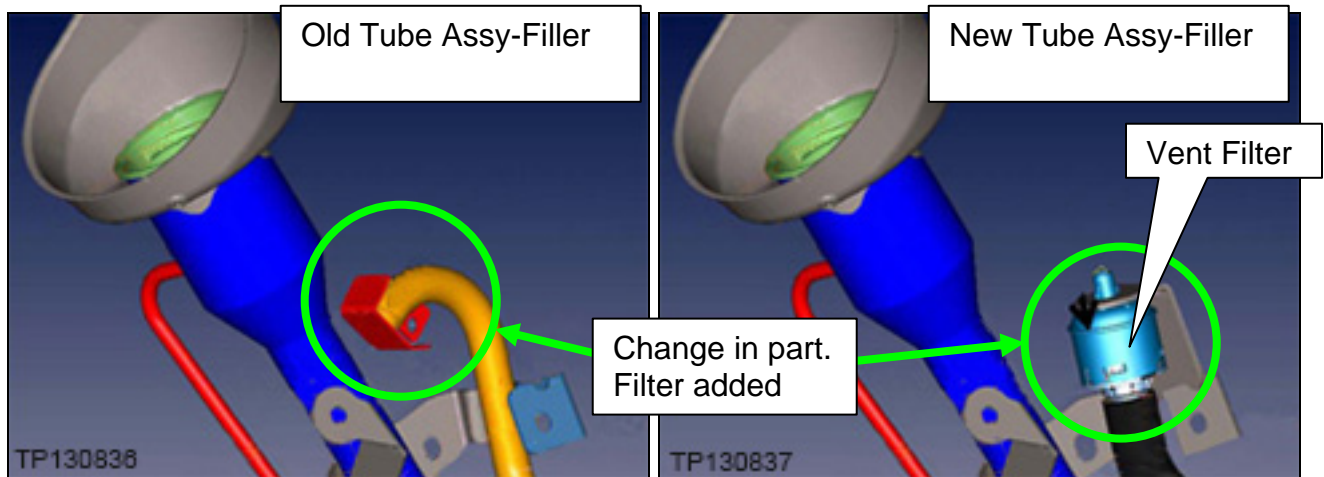 Old Tube Assy-Filler
New Tube Assy-Filler
Vent Filter
Change in part.
Filter added
TP130836
TP130837